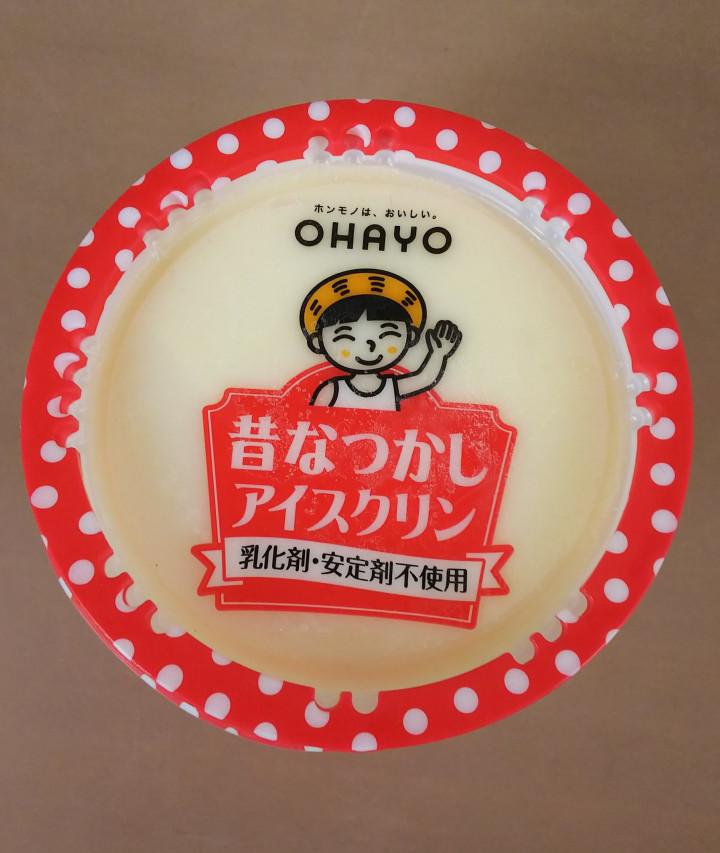 ホンモノは、おいしい。
OHAYO
昔なつかし
アイスクリン
乳化剤・安定剤不使用